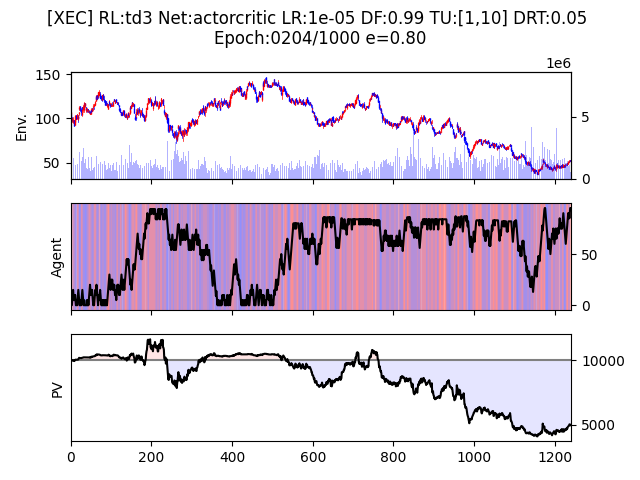 [XEC] RL:td3 Net:actorcritic LR:1e-05 DF:0.99 TU:[1,10] DRT:0.05
Epoch:0204/1000 e=0.80
1e6
150
100
50
Env.
5
0
Agent
50
0
PV
10000
5000
0 200 400 600 800 1000 1200